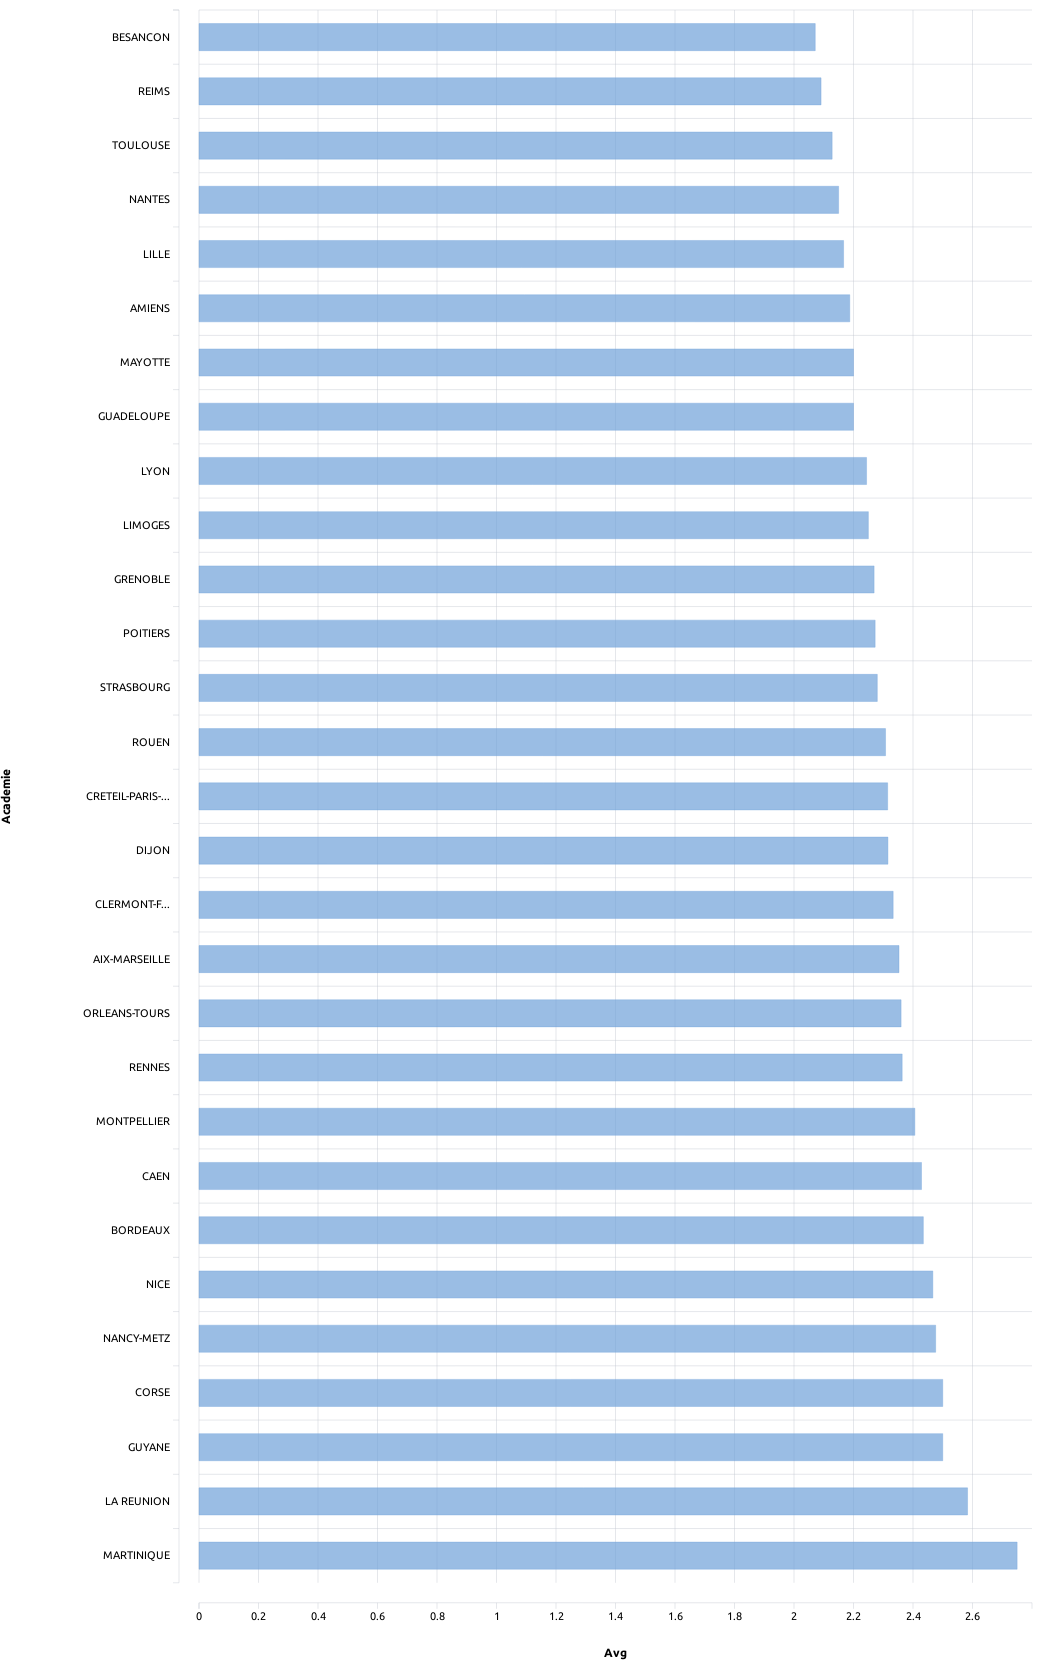 BESANCON
REIMS
TOULOUSE
NANTES
LILLE
AMIENS
MAYOTTE
GUADELOUPE
LYON
LIMOGES
GRENOBLE
POITIERS
STRASBOURG
ROUEN
CRETEIL-PARIS-...
DIJON
CLERMONT-F...
AIX-MARSEILLE
ORLEANS-TOURS
RENNES
MONTPELLIER
CAEN
BORDEAUX
NICE
NANCY-METZ
CORSE
GUYANE
LA REUNION
MARTINIQUE
Academie
0 0.2 0.4 0.6 0.8 1 1.2 1.4 1.6 1.8 2 2.2 2.4 2.6
Avg